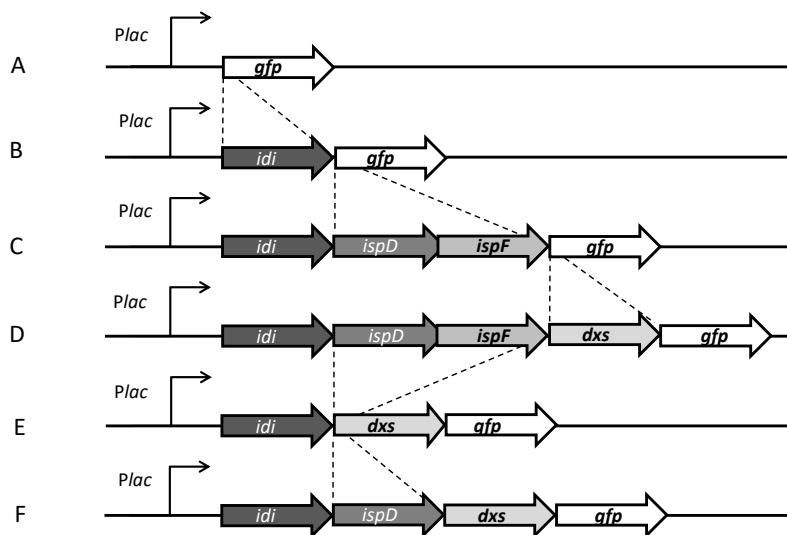 Plac
A gfp
Plac
B idi gfp
Plac
C idi ispD ispF gfp
Plac
D idi ispD ispF dxs gfp
Plac
E idi dxs gfp
Plac
F idi ispD dxs gfp